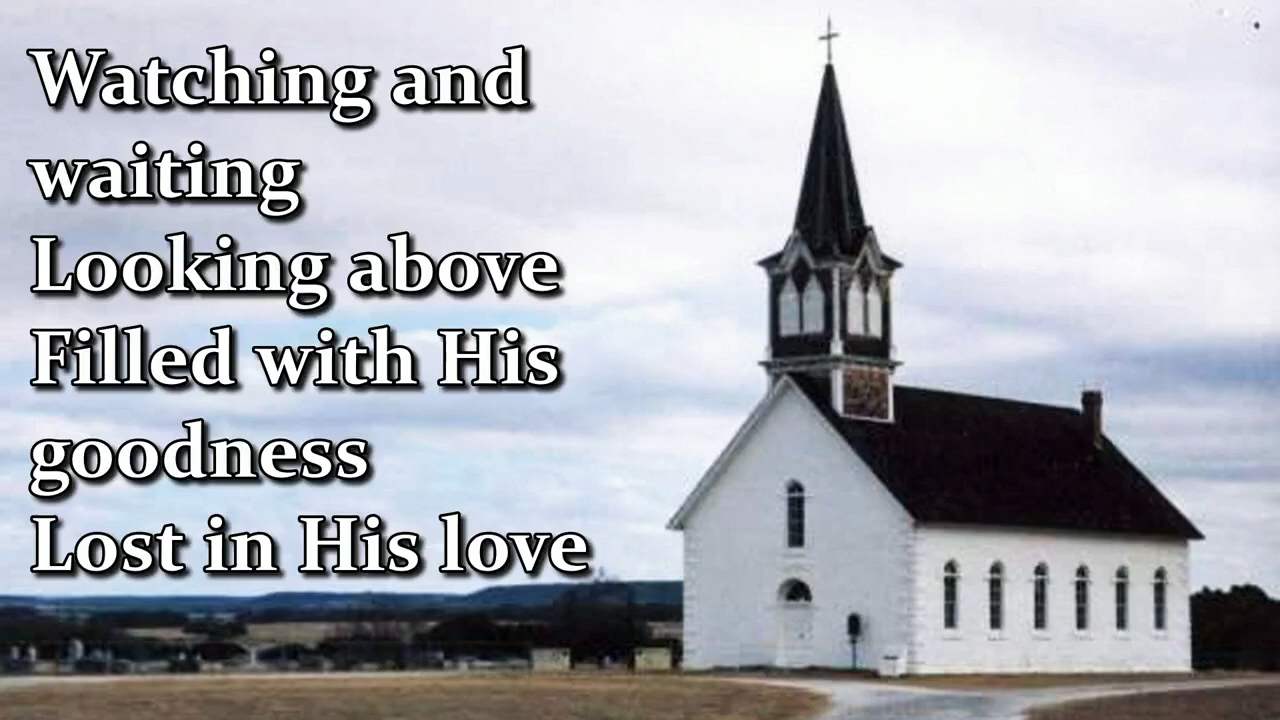 Watching and
waiting
Looking above
Filled with His
goodness
Lost in His love